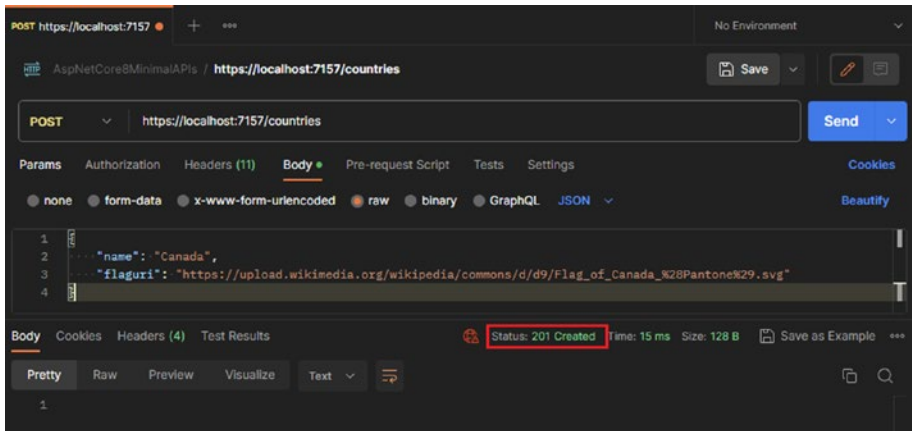 POST https://localhost:7157 No Environment
HTTP AspNetCore8MinimalAPIs / https://localhost:7157/countries Save
POST https://localhost:7157/countries Send
Params Authorization Headers (11) Body Pre-request Script Tests Settings Cookies
none form-data x-www-form-urlencoded raw binary GraphQL JSON Beautify
1 {
2 "name": "Canada",
3 "flaguri": "https://upload.wikimedia.org/wikipedia/commons/d/d9/Flag_of_Canada_%28Pantone%29.svg"
4 }
Body Cookies Headers (4) Test Results Status: 201 Created Time: 15 ms Size: 128 B Save as Example
Pretty Raw Preview Visualize Text
1